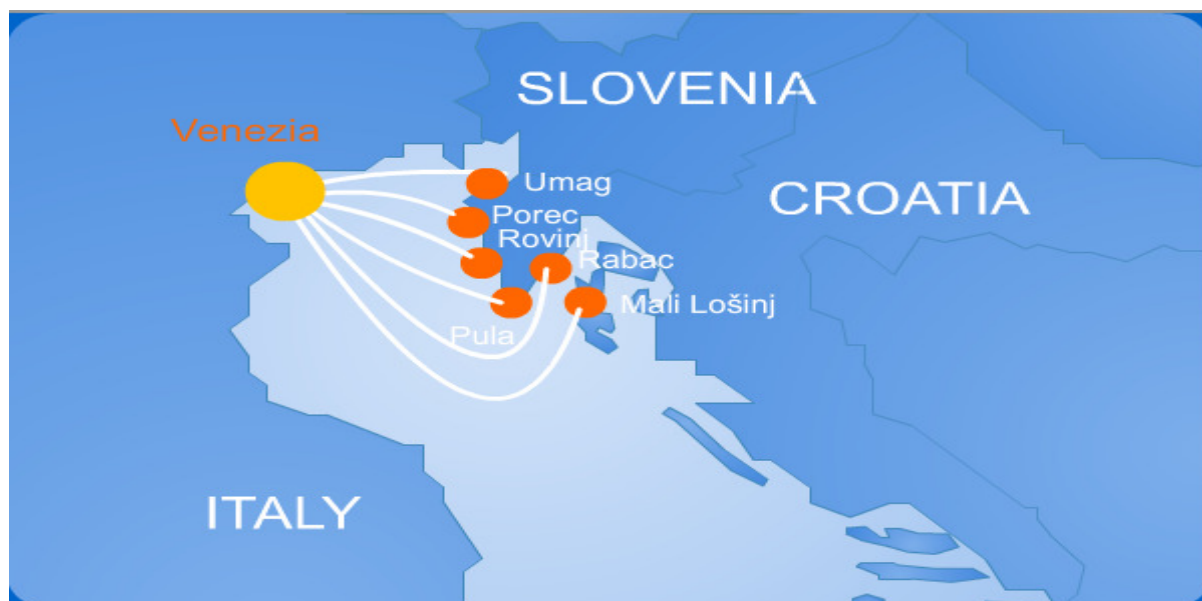 SLOVENIA
Venezia
Umag
CROATIA
Porec
Rovinj
Rabac
Mali Lošinj
Pula
ITALY